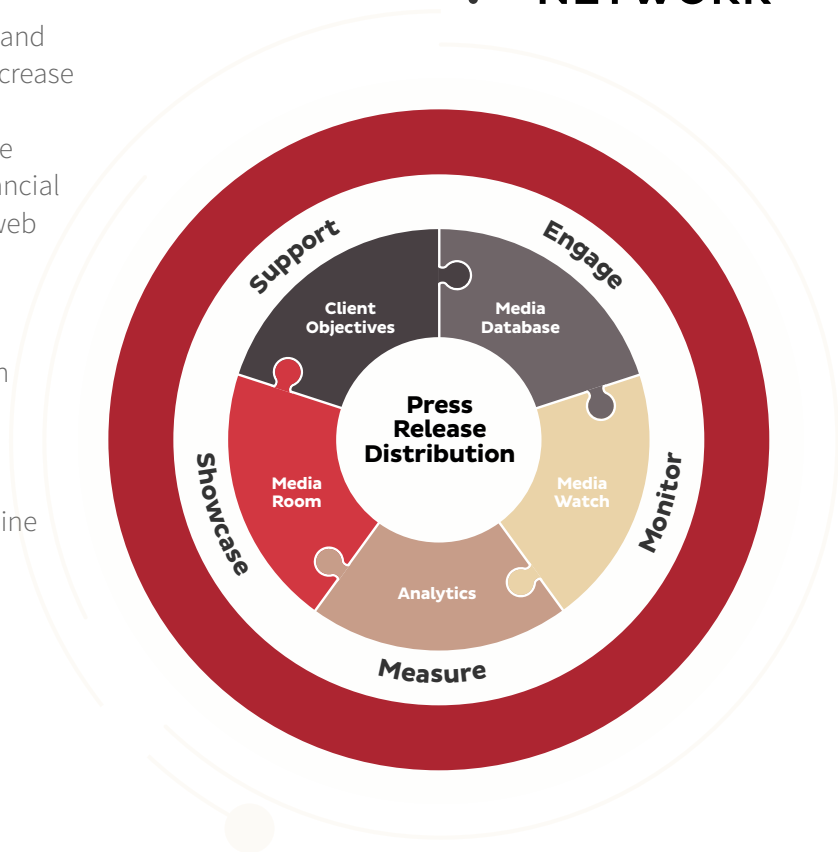 NETWORK
and
crease
e
ancial
web
n
ine
Support
Engage
Client
Objectives
Media
Database
Press
Release
Distribution
Showcase
Media
Room
Media
Watch
Monitor
Analytics
Measure